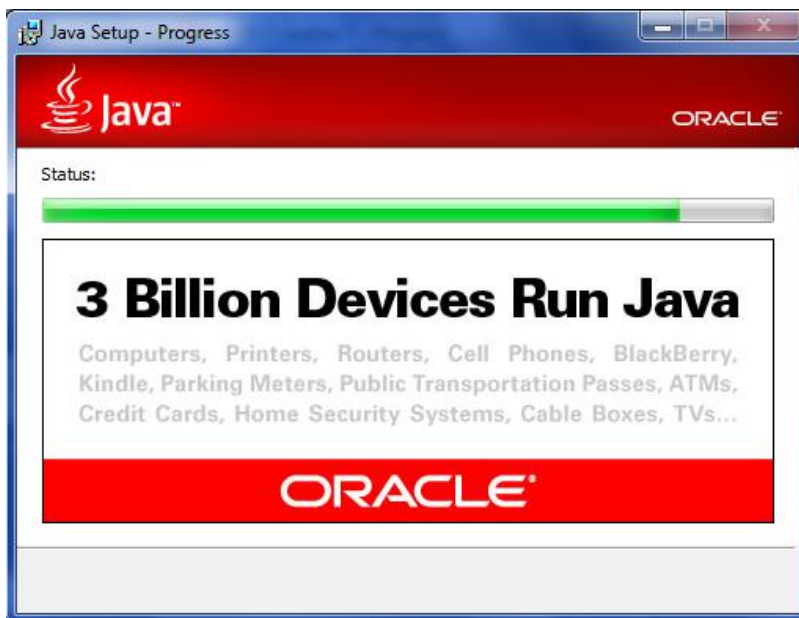 Java Setup - Progress
Java™
ORACLE
Status:
3 Billion Devices Run Java
Computers, Printers, Routers, Cell Phones, BlackBerry,
Kindle, Parking Meters, Public Transportation Passes, ATMs,
Credit Cards, Home Security Systems, Cable Boxes, TVs...
ORACLE®